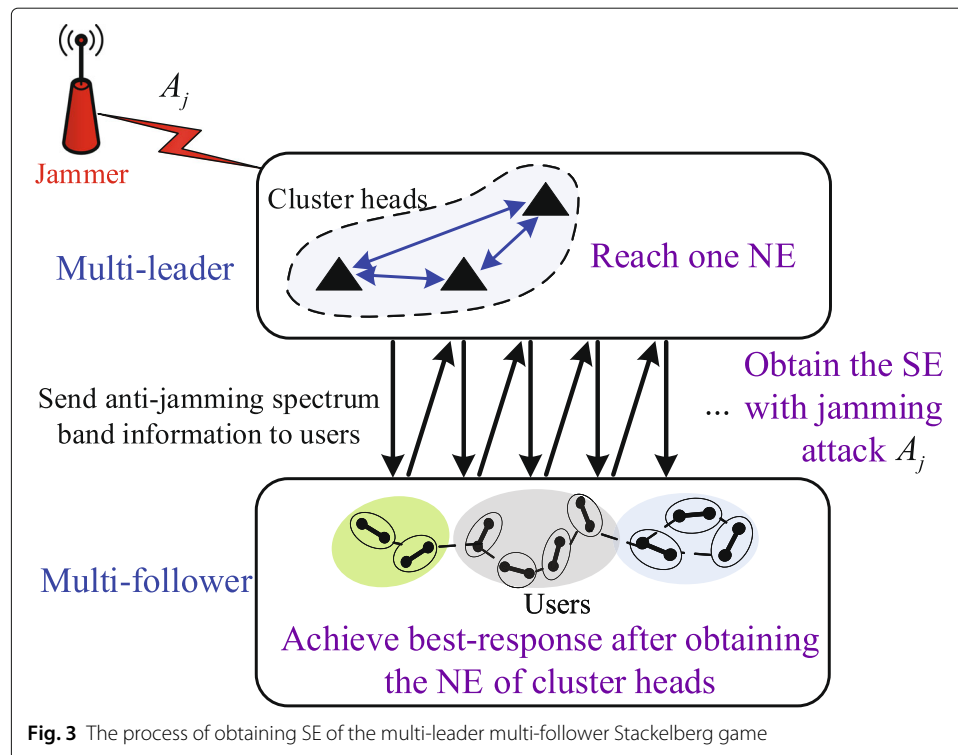 A_j
Jammer
Cluster heads
Multi-leader
Reach one NE
Send anti-jamming spectrum
band information to users
...
Obtain the SE
with jamming
attack A_j
Multi-follower
Users
Achieve best-response after obtaining
the NE of cluster heads
Fig. 3 The process of obtaining SE of the multi-leader multi-follower Stackelberg game